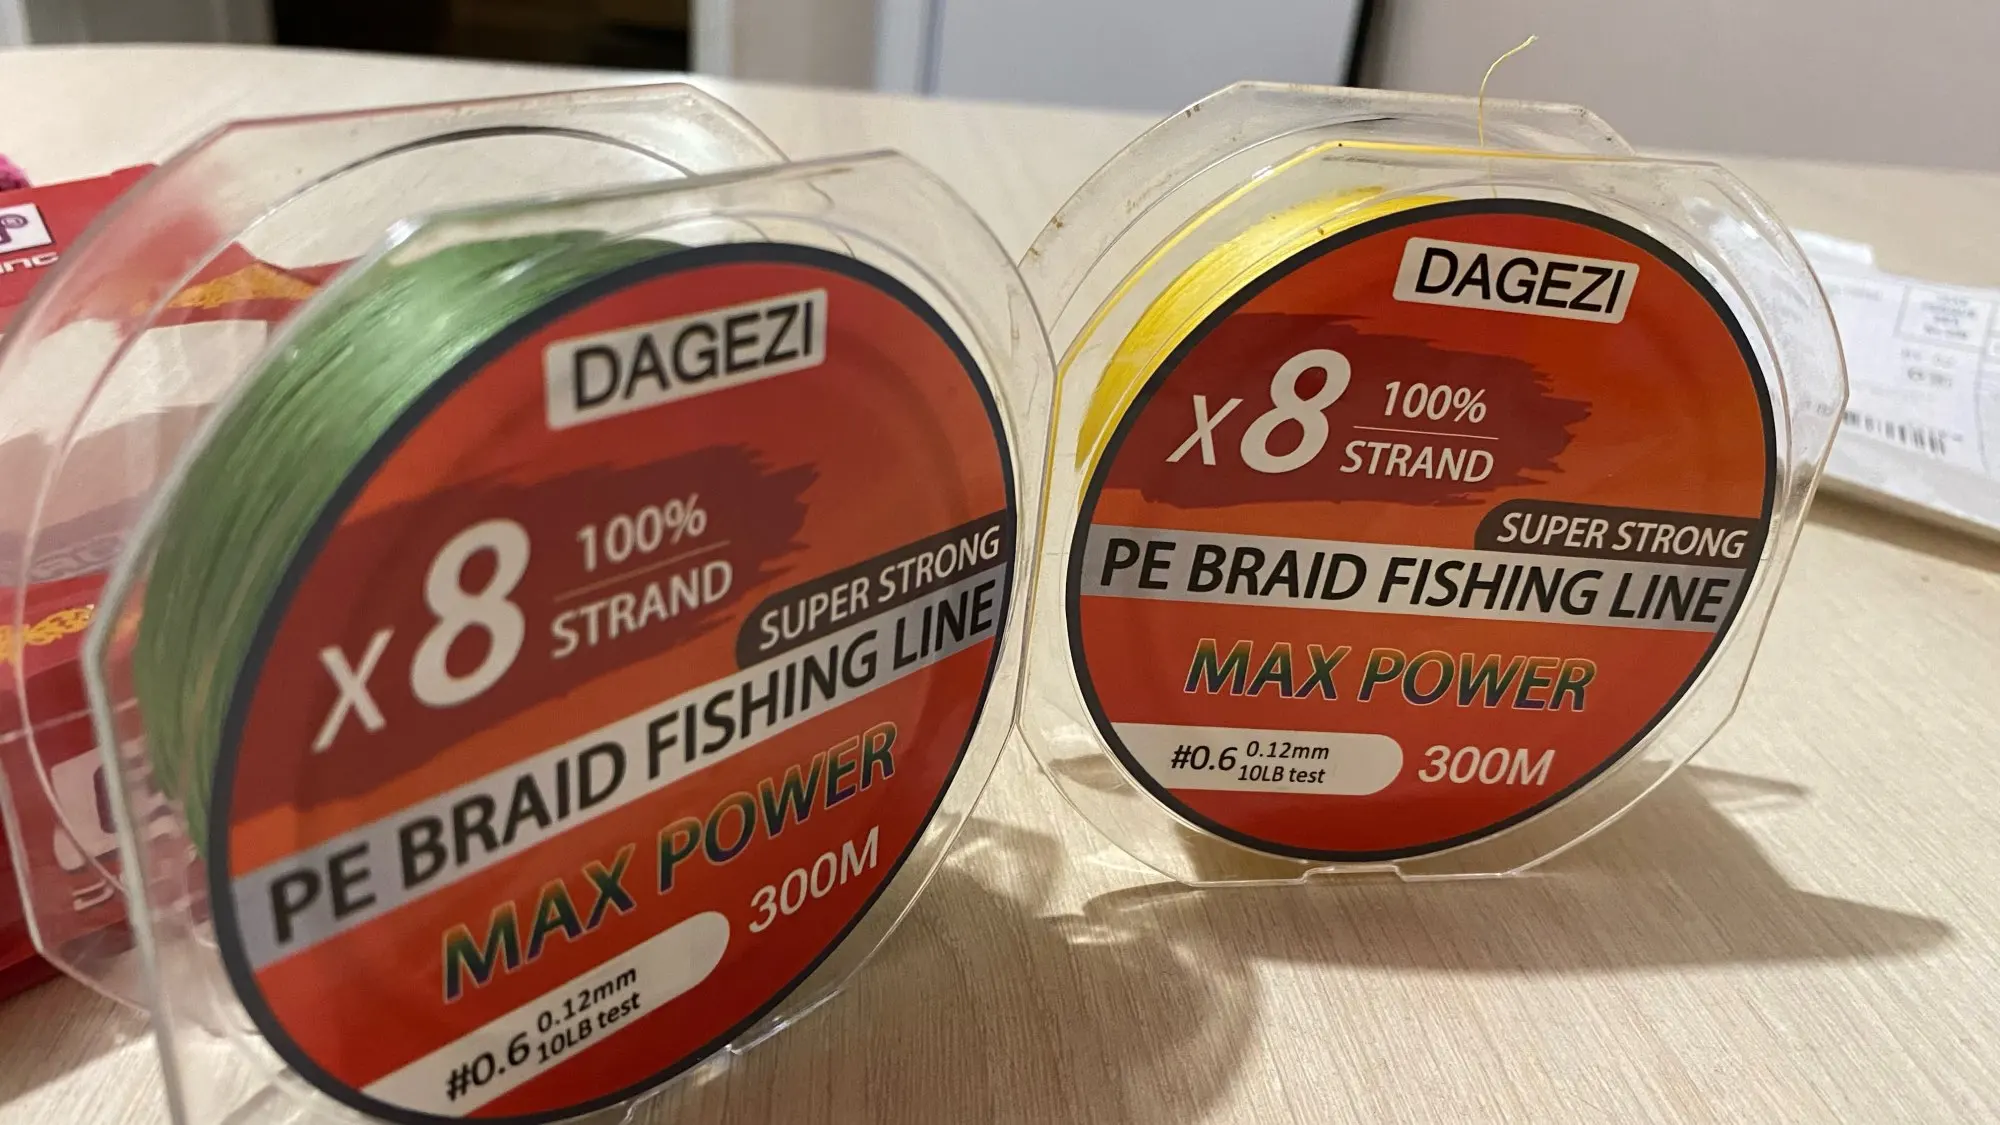 DAGEZI
X8 100%
STRAND
SUPER STRONG
PE BRAID FISHING LINE
MAX POWER
300M
#0.6 0.12mm
10LB test
DAGEZI
X8 100%
STRAND
SUPER STRONG
PE BRAID FISHING LINE
MAX POWER
#0.6 0.12mm
10LB test
300M